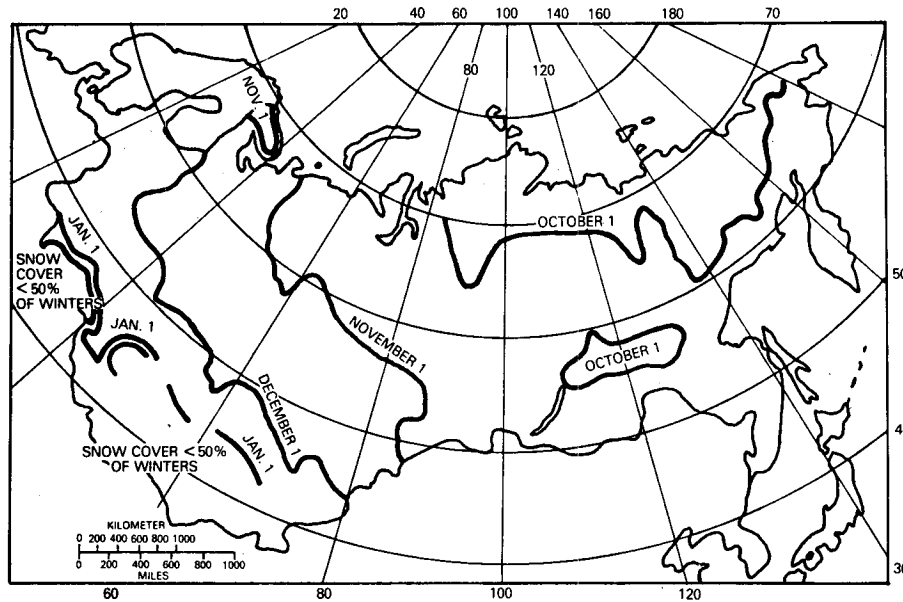 20 40 60 100 140 160 180 70
80 120
NOV. 1
OCTOBER 1
JAN. 1
SNOW
COVER
<50%
OF WINTERS
50
JAN. 1
NOVEMBER 1
OCTOBER 1
DECEMBER 1
JAN. 1
SNOW COVER <50%
OF WINTERS
4
KILOMETER
0 200 400 600 800 1000
0 200 400 600 1000
MILES
30
60 80 100 120